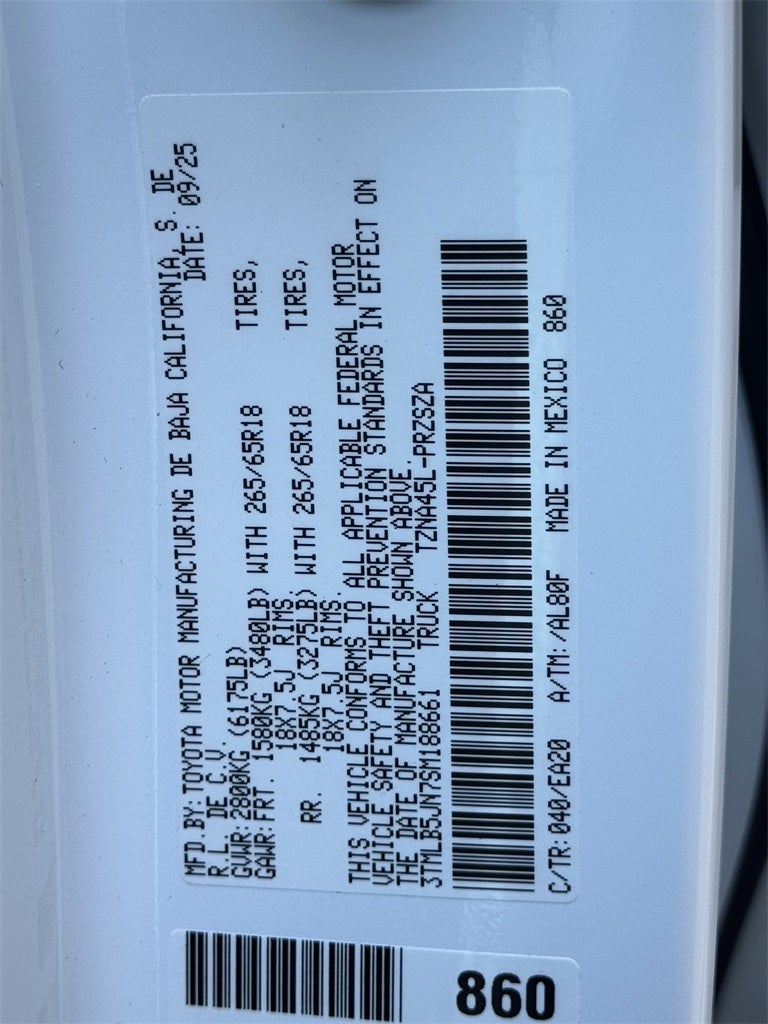 MFD.BY:TOYOTA MOTOR MANUFACTURING DE BAJA CALIFORNIA, S. DE
R.L. DE C.V. DATE: 09/25
GVWR:2800KG (6175LB)
GAWR:FRT. 1580KG (3480LB) WITH 265/65R18 TIRES,
18X7.5J RIMS.
RR. 1485KG (3275LB) WITH 265/65R18 TIRES,
18X7.5J RIMS.
THIS VEHICLE CONFORMS TO ALL APPLICABLE FEDERAL MOTOR
VEHICLE SAFETY AND THEFT PREVENTION STANDARDS IN EFFECT ON
THE DATE OF MANUFACTURE SHOWN ABOVE.
3TMLB5JN7SM188661 TRUCK TZNA45L-PRZSZA
C/TR:040/EA20 A/TM:/AL80F MADE IN MEXICO 860
860